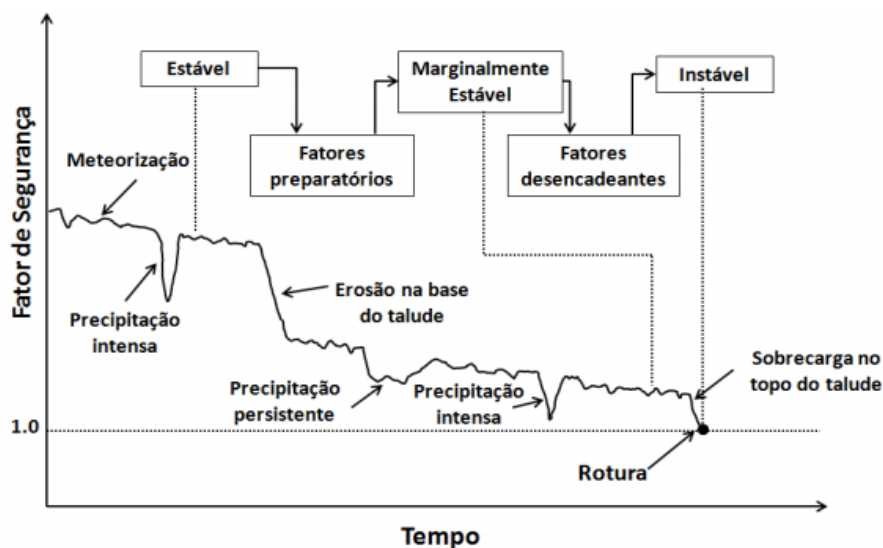 Estável
Marginalmente
Estável
Instável
Fatores
preparatórios
Fatores
desencadeantes
Fator de Segurança
Meteorização
Precipitação
intensa
Erosão na base
do talude
Precipitação
persistente
Precipitação
intensa
Sobrecarga no
topo do talude
1.0
Rotura
Tempo